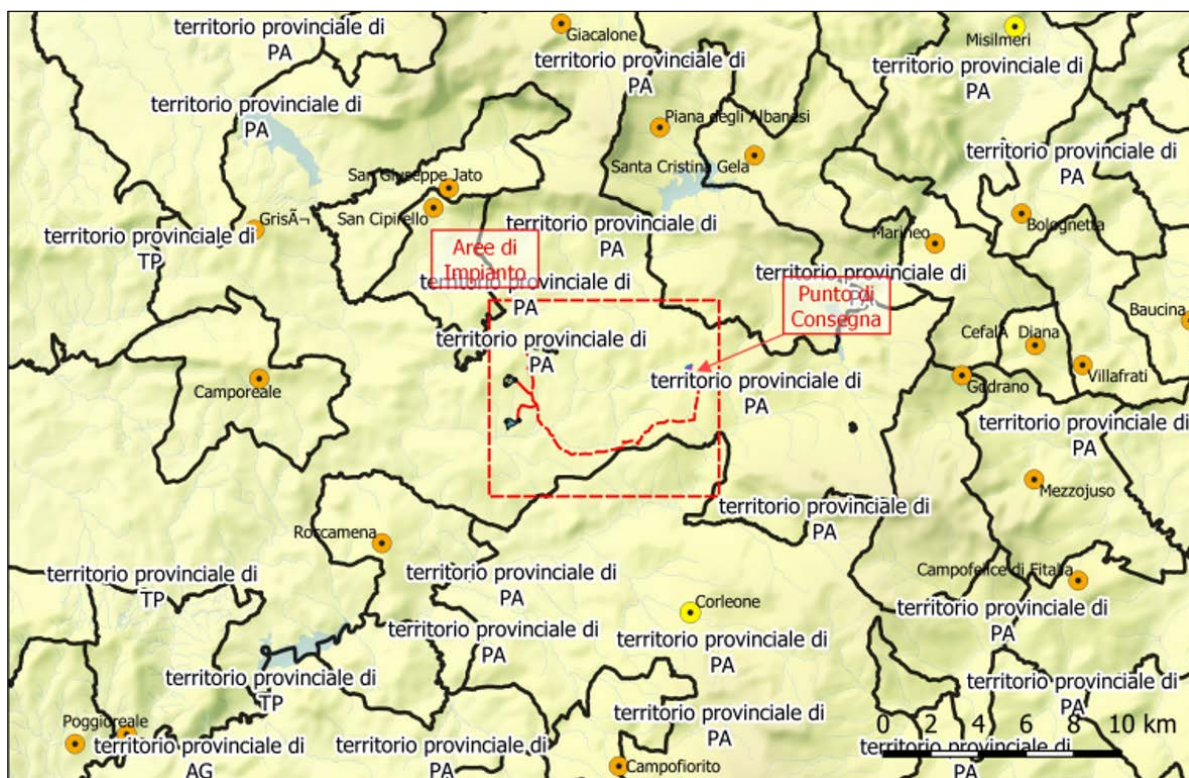 territorio provinciale di
PA
Giacalone
territorio provinciale di
PA
Misilmeri
territorio provinciale di
PA
territorio provinciale di
PA
Piana degli Albanesi
Santa Cristina Gela
territorio provinciale di
PA
San Giuseppe Jato
GrisÃ¬
San Cipirello
territorio provinciale di
TP
territorio provinciale di
PA
Bolognetta
Marineo
Aree di
Impianto
territorio provinciale di
PA
territorio provinciale di
PA
Punto di
Consegna
Baucina
CefalÃ Diana
territorio provinciale di
PA
Villafrati
Godrano
Camporeale
territorio provinciale di
PA
territorio provinciale di
PA
Mezzojuso
territorio provinciale di
PA
Roccamena
territorio provinciale di
TP
territorio provinciale di
PA
Campofelice di Fitalia
Corleone
territorio provinciale di
PA
territorio provinciale di
PA
territorio provinciale di
PA
territorio provinciale di
TP
territorio provinciale di
PA
Poggioreale
territorio provinciale di
AG
territorio provinciale di
PA
territorio provinciale di
PA
Campofiorito
0 2 4 6 8 10 km
territorio provinciale di
PA